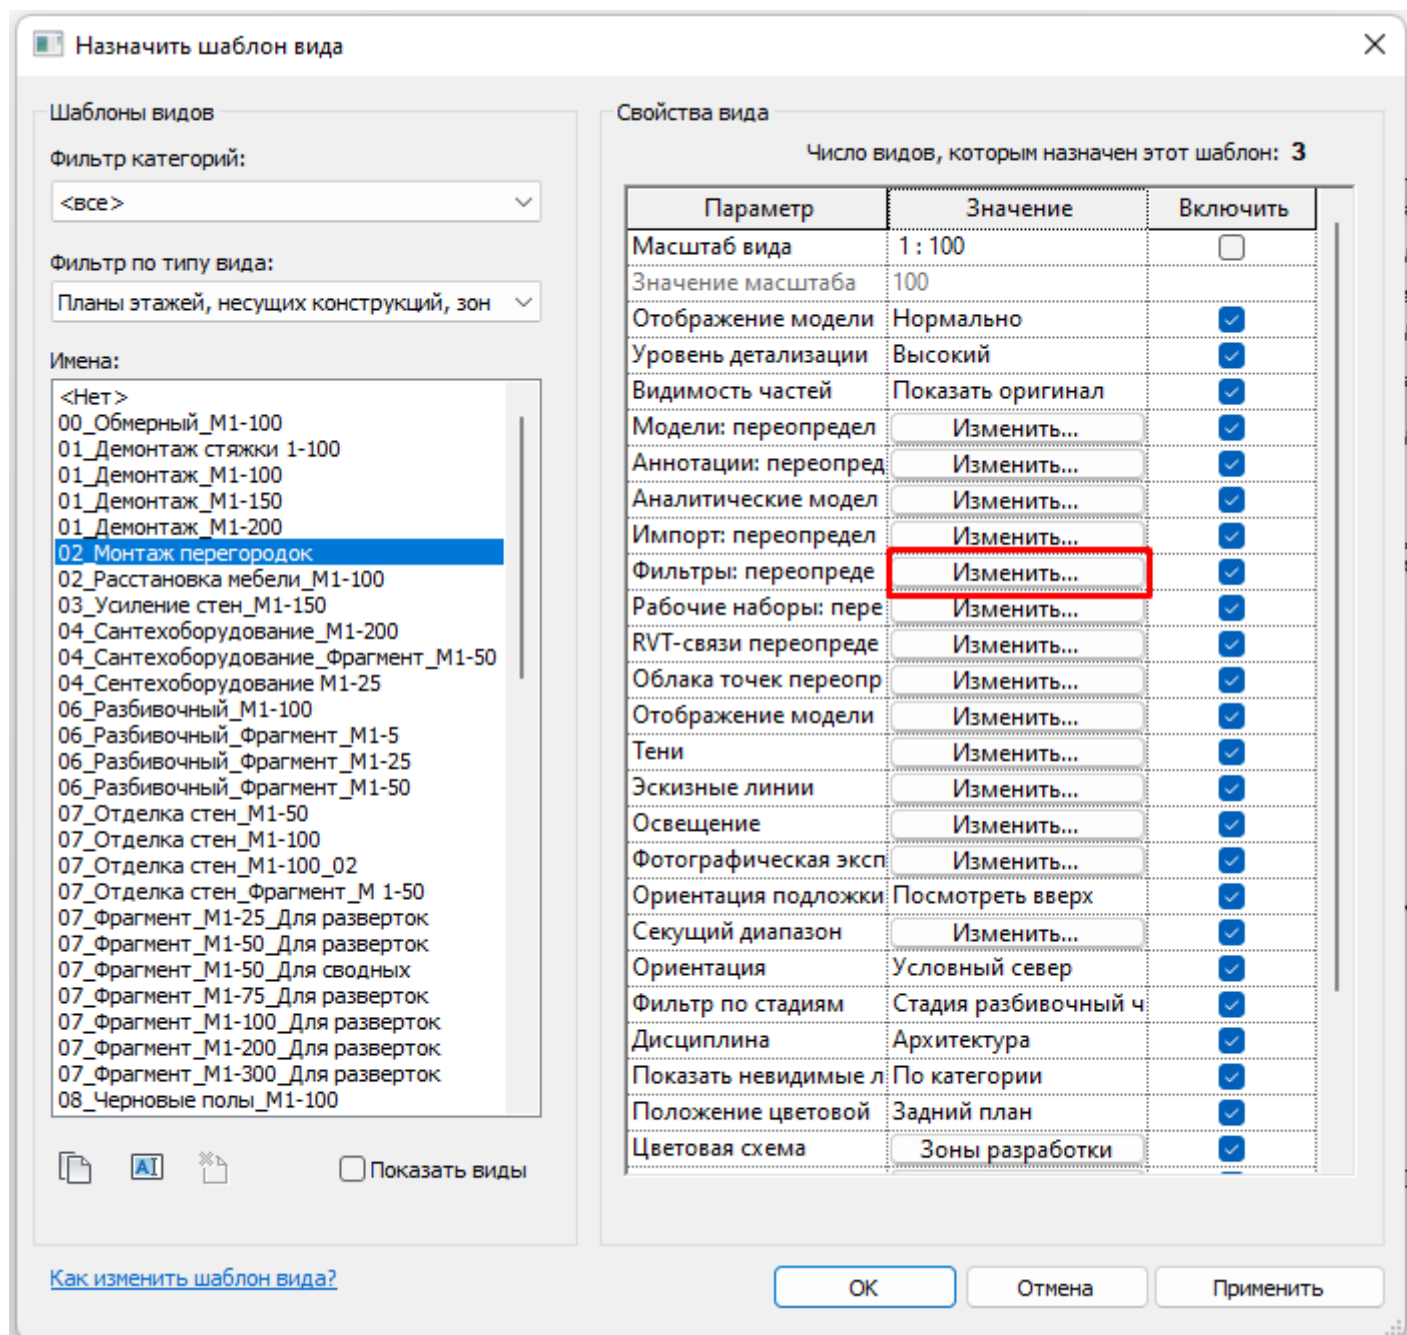 Назначить шаблон вида
Шаблоны видов
Фильтр категорий:
<все>
Фильтр по типу вида:
Планы этажей, несущих конструкций, зон
Имена:
<Нет>
00_Обмерный_М1-100
01_Демонтаж стяжки 1-100
01_Демонтаж_М1-100
01_Демонтаж_М1-150
01_Демонтаж_М1-200
02_Монтаж перегородок
02_Расстановка мебели_М1-100
03_Усиление стен_М1-150
04_Сантехоборудование_М1-200
04_Сантехоборудование_Фрагмент_М1-50
04_Сентехоборудование М1-25
06_Разбивочный_М1-100
06_Разбивочный_Фрагмент_М1-5
06_Разбивочный_Фрагмент_М1-25
06_Разбивочный_Фрагмент_М1-50
07_Отделка стен_М1-50
07_Отделка стен_М1-100
07_Отделка стен_М1-100_02
07_Отделка стен_Фрагмент_М 1-50
07_Фрагмент_М1-25_Для разверток
07_Фрагмент_М1-50_Для разверток
07_Фрагмент_М1-50_Для сводных
07_Фрагмент_М1-75_Для разверток
07_Фрагмент_М1-100_Для разверток
07_Фрагмент_М1-200_Для разверток
07_Фрагмент_М1-300_Для разверток
08_Черновые полы_М1-100
Показать виды
Как изменить шаблон вида?
Свойства вида
Число видов, которым назначен этот шаблон: 3
Параметр Значение Включить
Масштаб вида 1 : 100
Значение масштаба 100
Отображение модели Нормально
Уровень детализации Высокий
Видимость частей Показать оригинал
Модели: переопредел Изменить...
Аннотации: переопред Изменить...
Аналитические модел Изменить...
Импорт: переопредел Изменить...
Фильтры: переопреде Изменить...
Рабочие наборы: пере Изменить...
RVT-связи переопреде Изменить...
Облака точек переопр Изменить...
Отображение модели Изменить...
Тени Изменить...
Эскизные линии Изменить...
Освещение Изменить...
Фотографическая эксп Изменить...
Ориентация подложки Посмотреть вверх
Секущий диапазон Изменить...
Ориентация Условный север
Фильтр по стадиям Стадия разбивочный ч
Дисциплина Архитектура
Показать невидимые л По категории
Положение цветовой Задний план
Цветовая схема Зоны разработки
ОК Отмена Применить